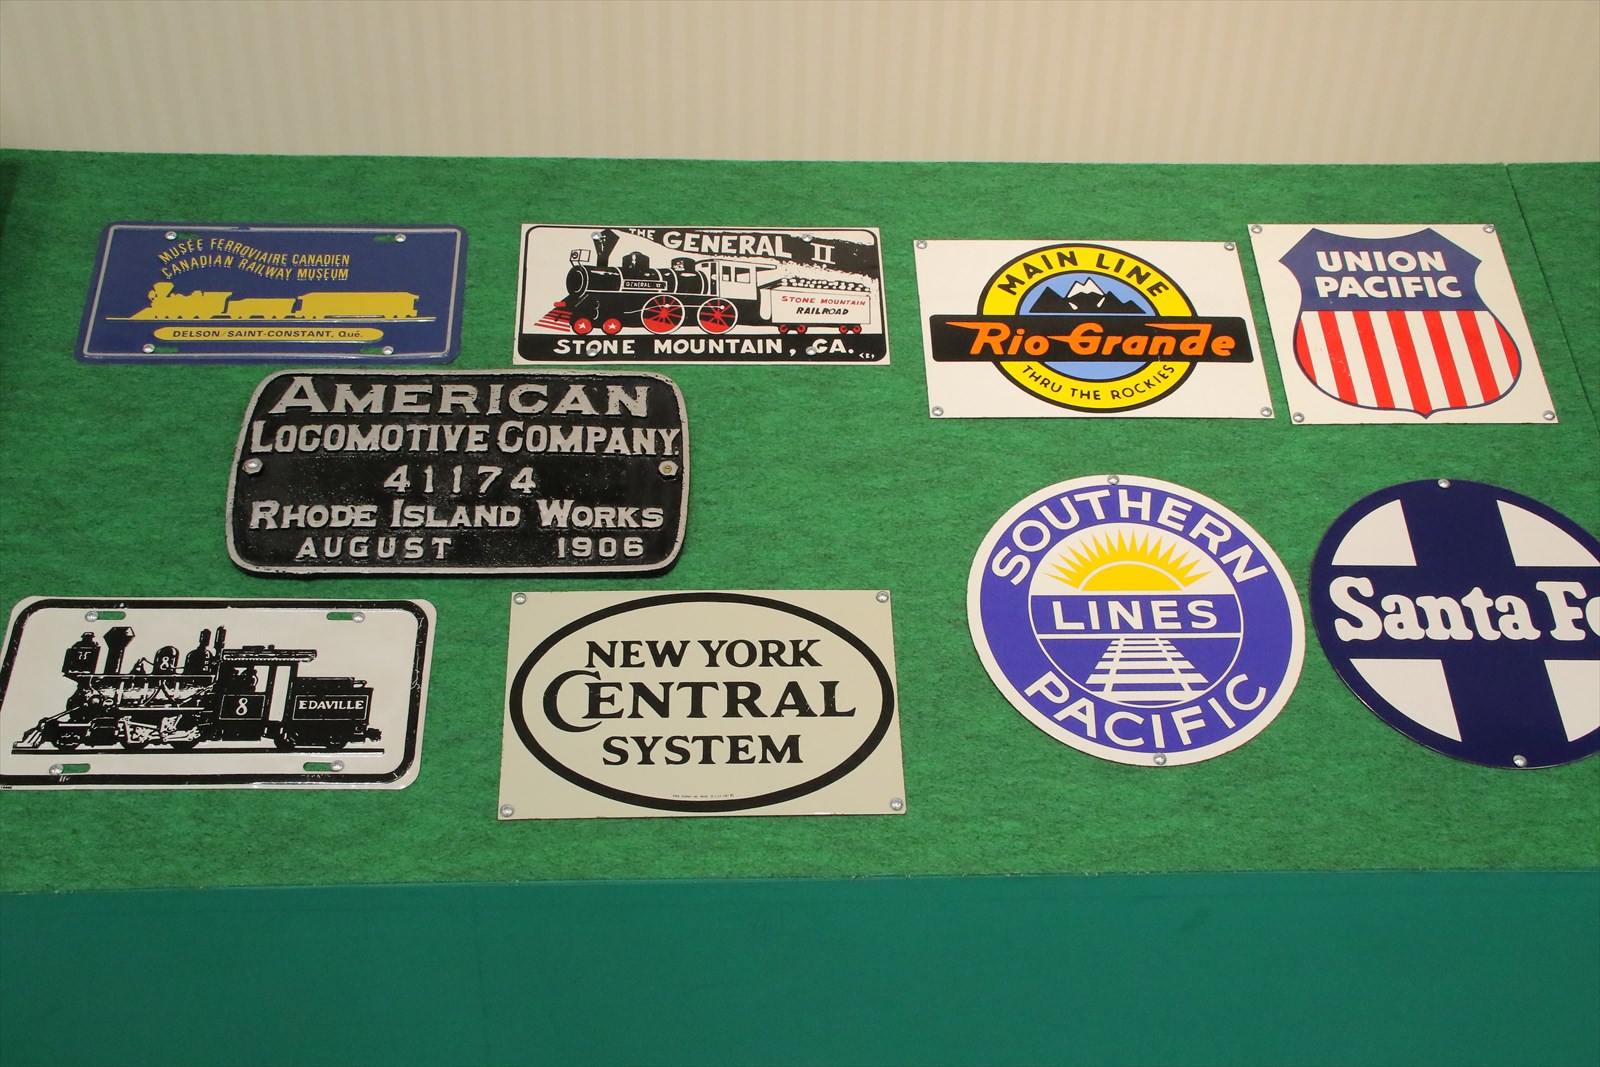 MUSÉE FERROVIAIRE CANADIEN
CANADIAN RAILWAY MUSEUM
DELSON/SAINT-CONSTANT, Qué.
THE GENERAL II
GENERAL II
STONE MOUNTAIN
RAILROAD
STONE MOUNTAIN, GA.
MAIN LINE
Rio Grande
THRU THE ROCKIES
UNION
PACIFIC
AMERICAN
LOCOMOTIVE COMPANY
41174
RHODE ISLAND WORKS
AUGUST 1906
SOUTHERN
LINES
PACIFIC
Santa Fe
8
8
EDAVILLE
NEW YORK
CENTRAL
SYSTEM